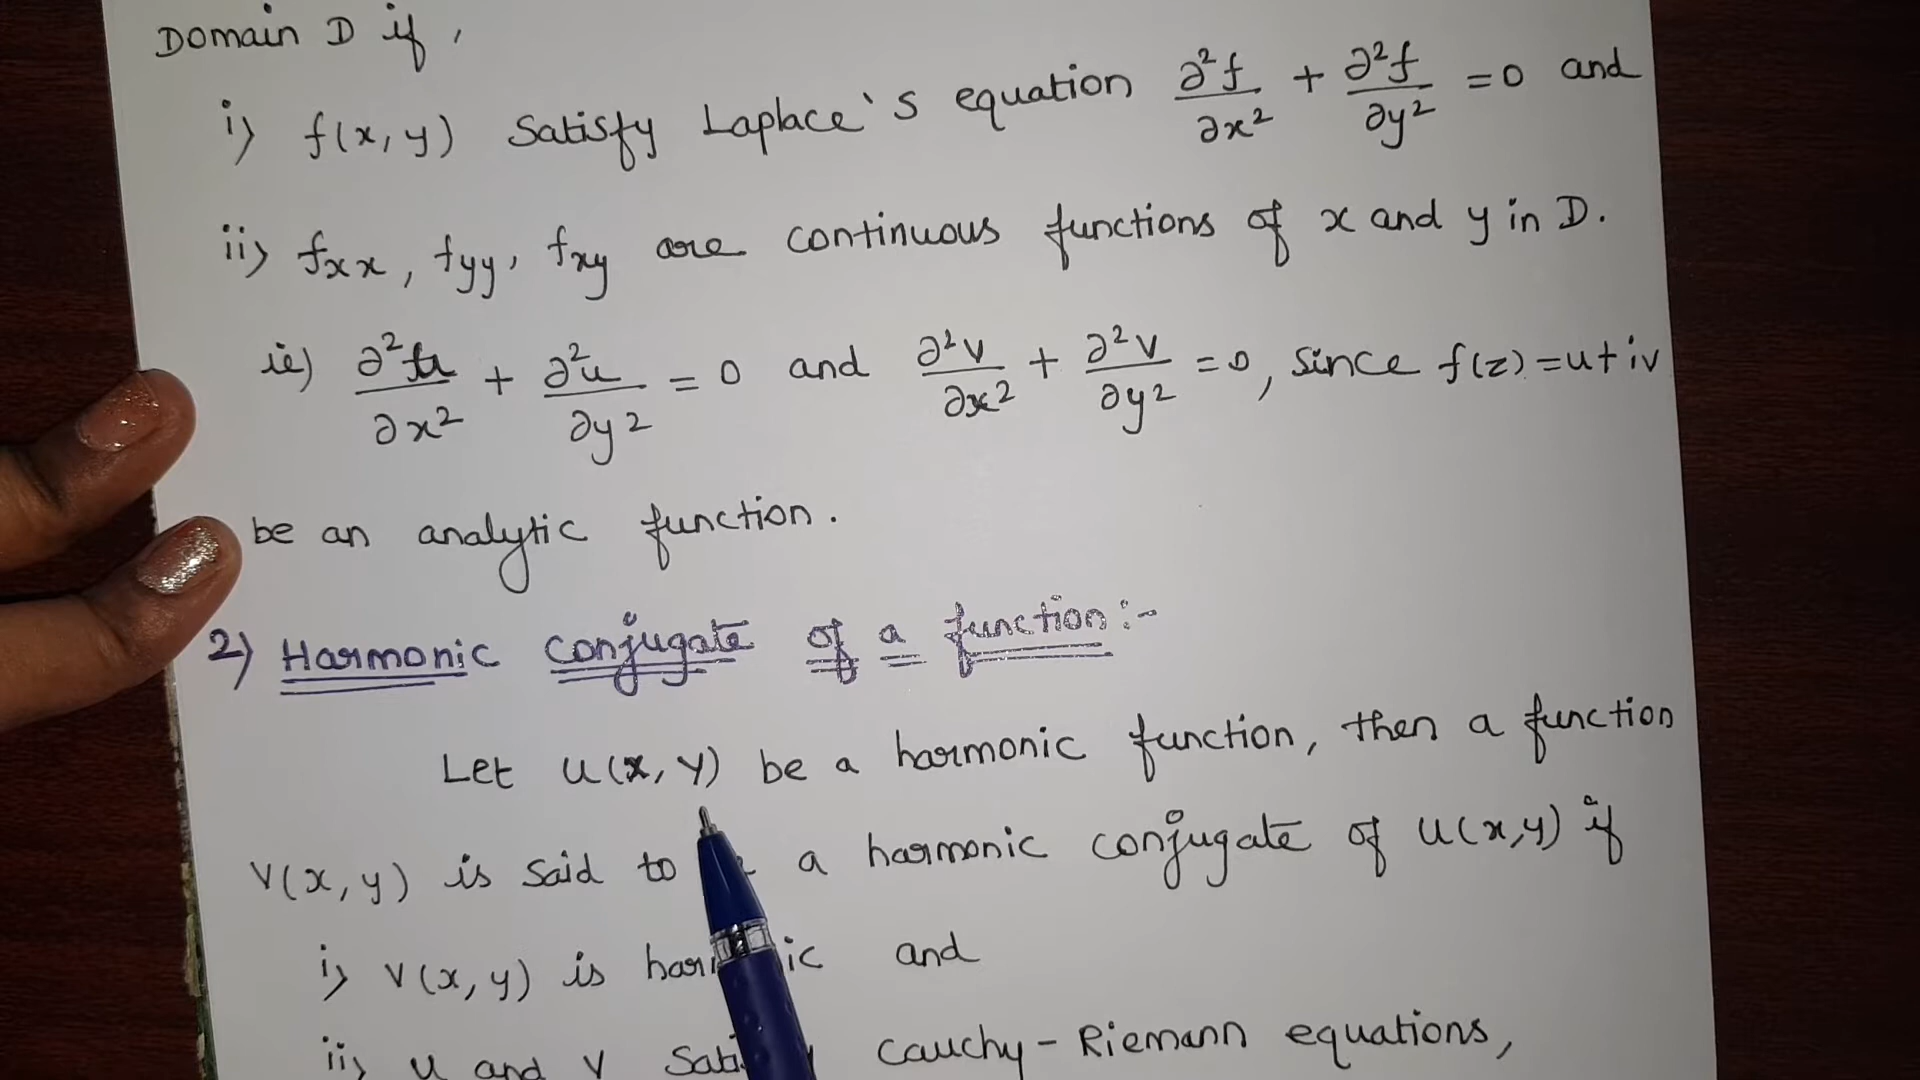 Domain D if,
i) f(x, y) Satisfy Laplace's equation ∂²f/∂x² + ∂²f/∂y² = 0 and
ii) fxx, fyy, fxy are continuous functions of x and y in D.
ie) ∂²u/∂x² + ∂²u/∂y² = 0 and ∂²v/∂x² + ∂²v/∂y² = 0, Since f(z) = u + iv
be an analytic function.
2) Harmonic conjugate of a function:-
Let u(x, y) be a harmonic function, then a function
v(x, y) is said to a harmonic conjugate of u(x,y) if
i) v(x, y) is and
ii) u and v Cauchy-Riemann equations,